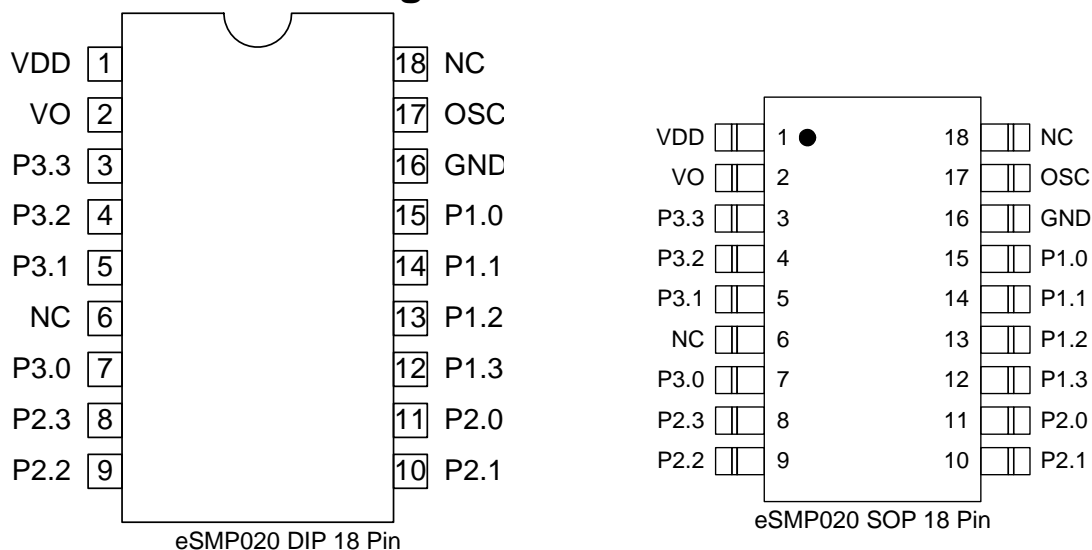 VDD 1 18 NC
VO 2 17 OSC
P3.3 3 16 GND
P3.2 4 15 P1.0
P3.1 5 14 P1.1
NC 6 13 P1.2
P3.0 7 12 P1.3
P2.3 8 11 P2.0
P2.2 9 10 P2.1
eSMP020 DIP 18 Pin
VDD 1 18 NC
VO 2 17 OSC
P3.3 3 16 GND
P3.2 4 15 P1.0
P3.1 5 14 P1.1
NC 6 13 P1.2
P3.0 7 12 P1.3
P2.3 8 11 P2.0
P2.2 9 10 P2.1
eSMP020 SOP 18 Pin